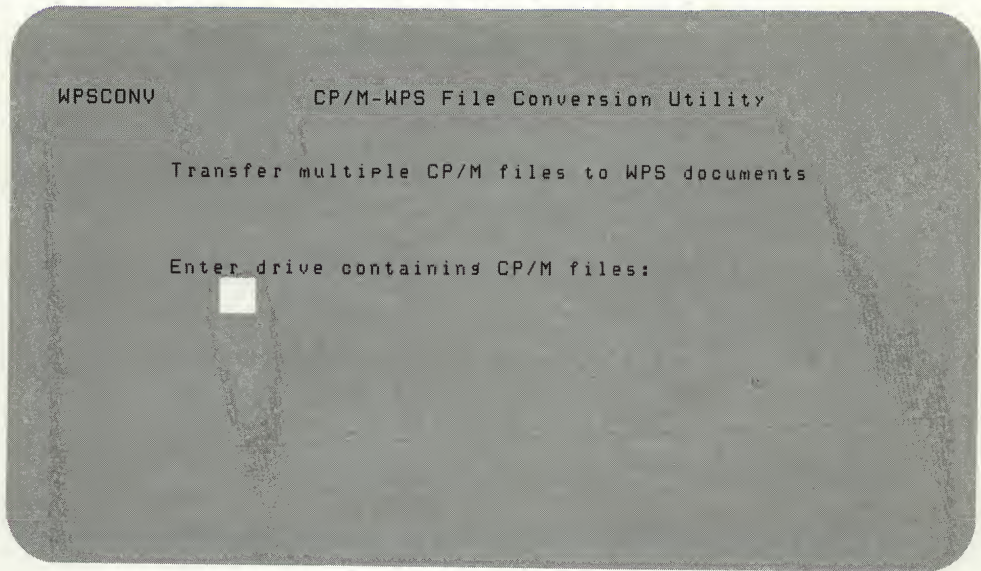 WPSCONV CP/M-WPS File Conversion Utility
Transfer multiple CP/M files to WPS documents
Enter drive containing CP/M files: